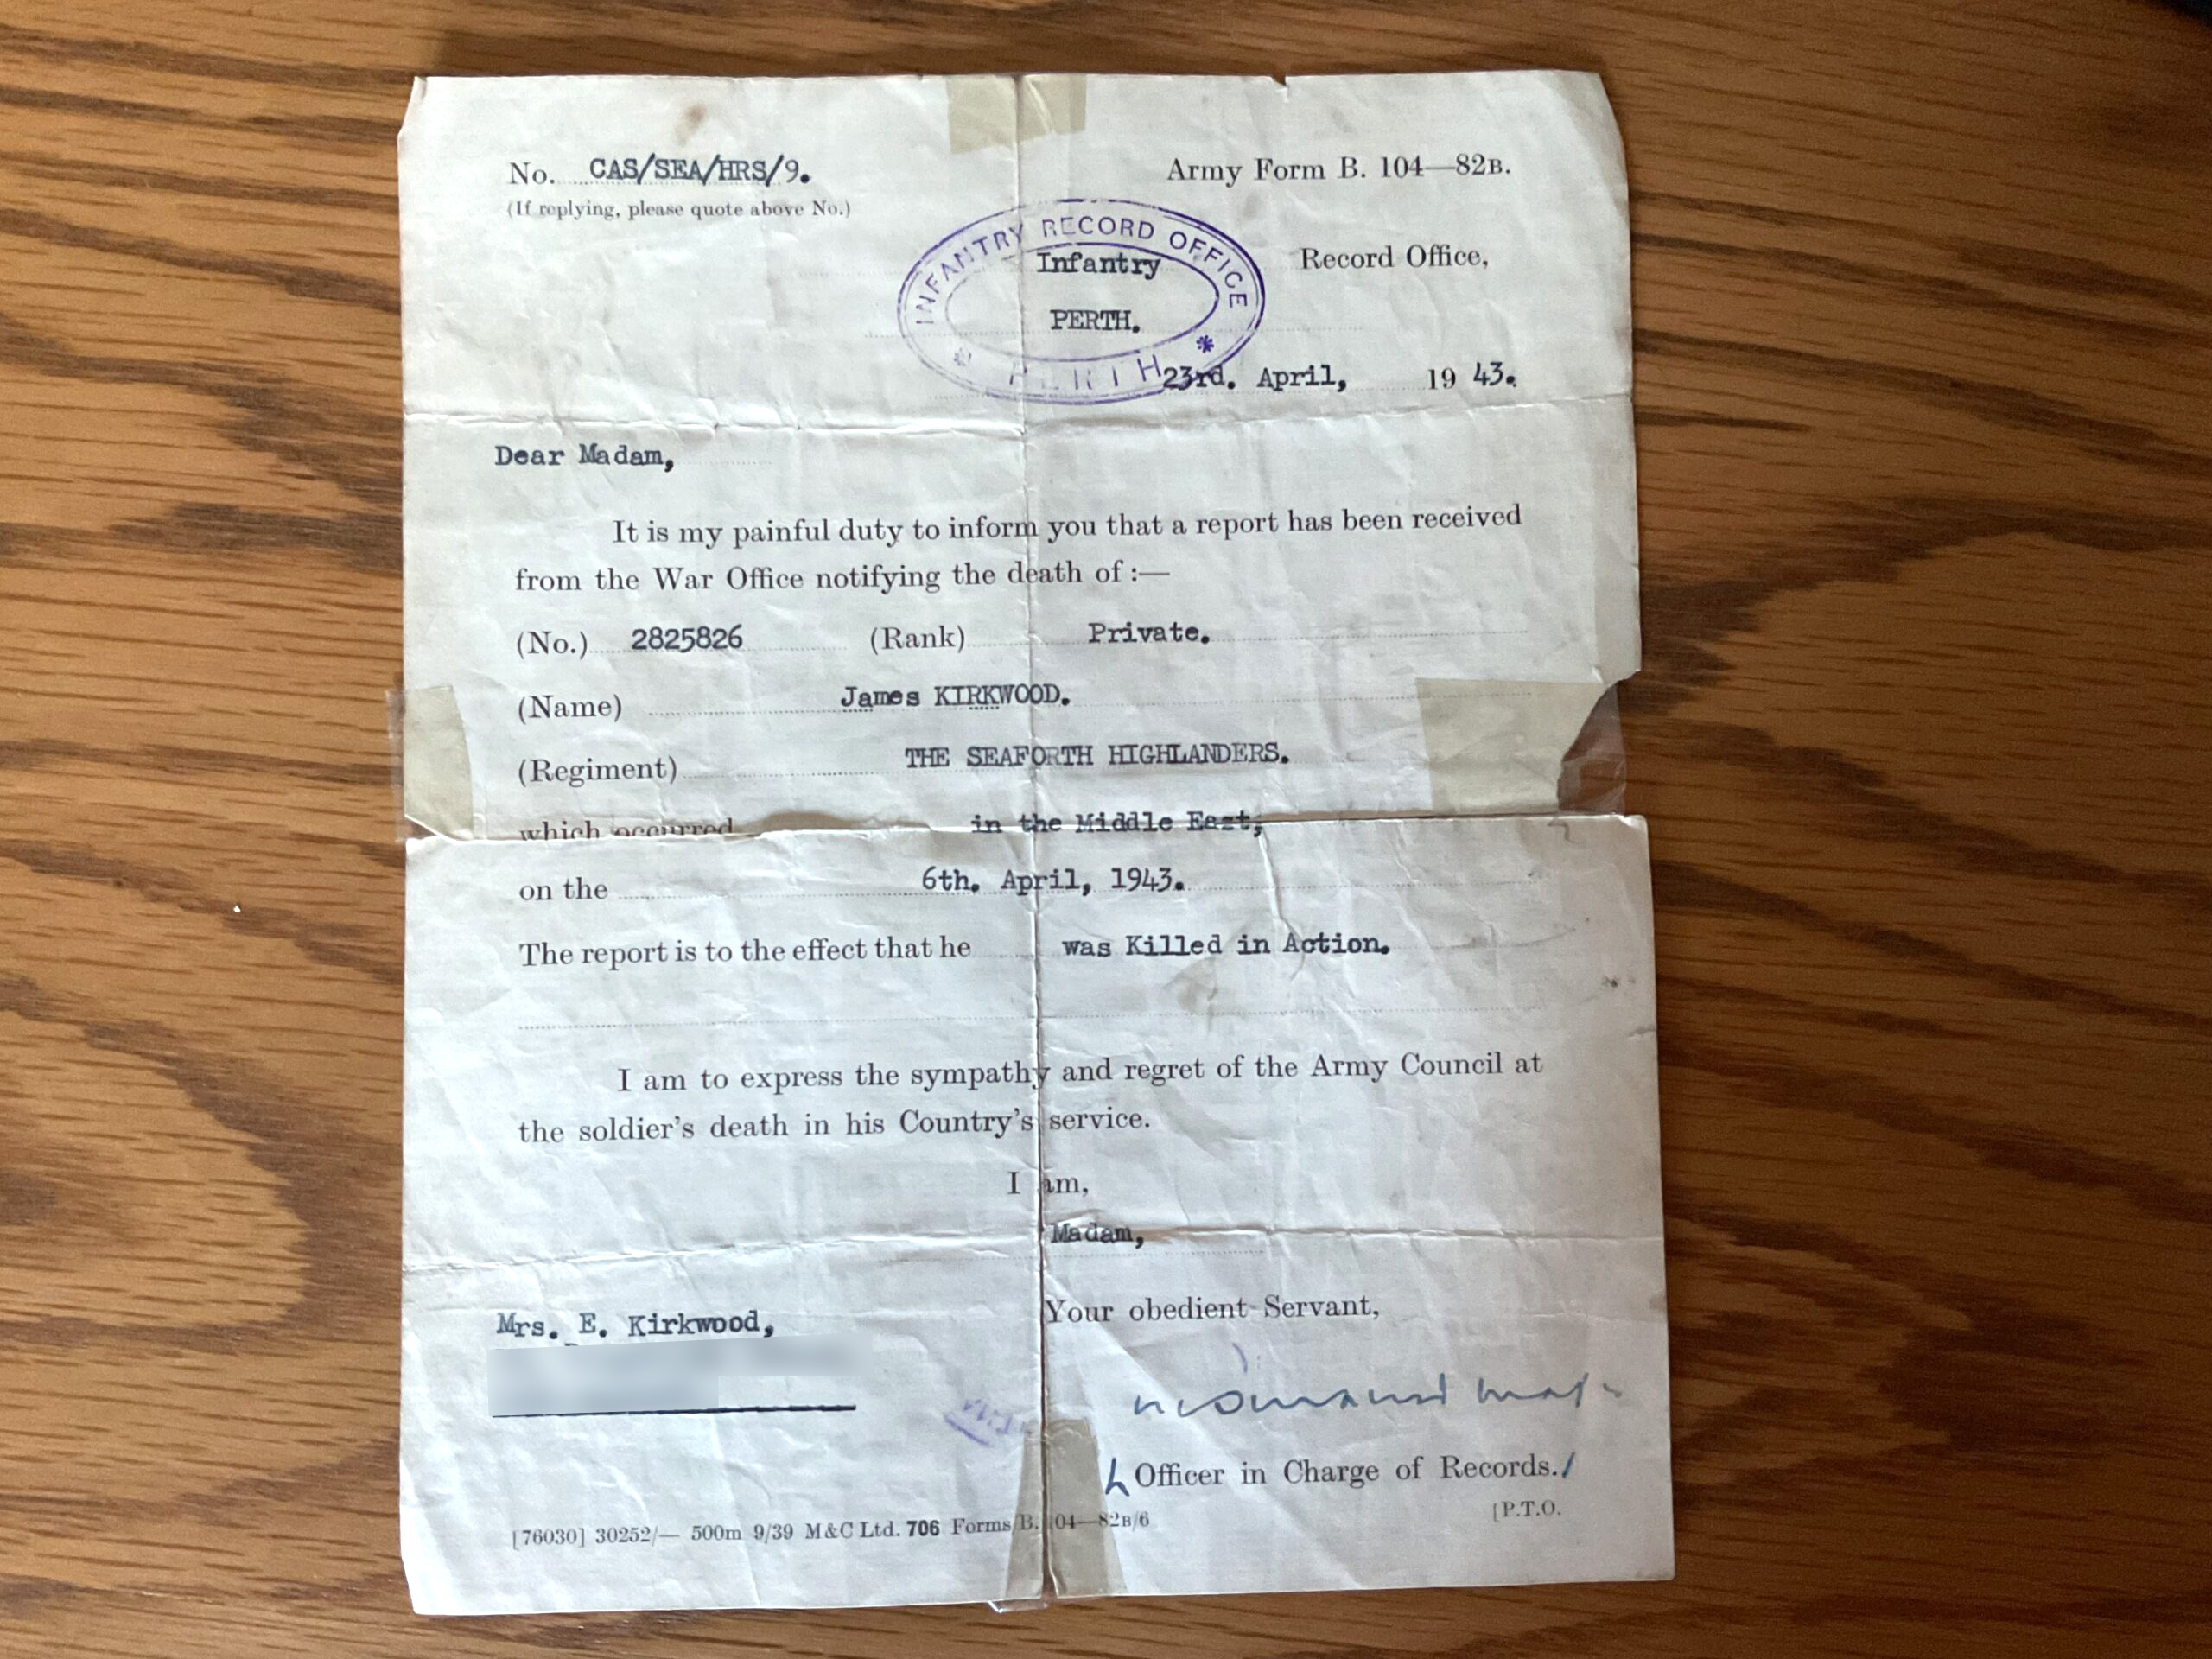 No. CAS/SEA/HRS/9.
Army Form B. 104—82B.
(If replying, please quote above No.)
INFANTRY RECORD OFFICE
PERTH
Infantry
Record Office,
PERTH.
23rd. April, 19 43.
Dear Madam,
It is my painful duty to inform you that a report has been received
from the War Office notifying the death of :—
(No.) 2825826 (Rank) Private.
(Name) James KIRKWOOD.
(Regiment) THE SEAFORTH HIGHLANDERS.
which occurred in the Middle East,
on the 6th. April, 1943.
The report is to the effect that he was Killed in Action.
I am to express the sympathy and regret of the Army Council at
the soldier's death in his Country's service.
I am,
Madam,
Your obedient Servant,
Mrs. E. Kirkwood,
Officer in Charge of Records.
[P.T.O.
[76030] 30252/— 500m 9/39 M&C Ltd. 706 Forms B. 104—82B/6